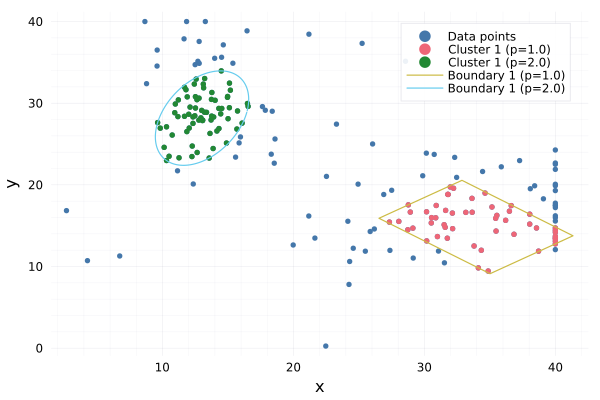 40
30
20
10
0
y
10
20
30
40
x
Data points
Cluster 1 (p=1.0)
Cluster 1 (p=2.0)
Boundary 1 (p=1.0)
Boundary 1 (p=2.0)